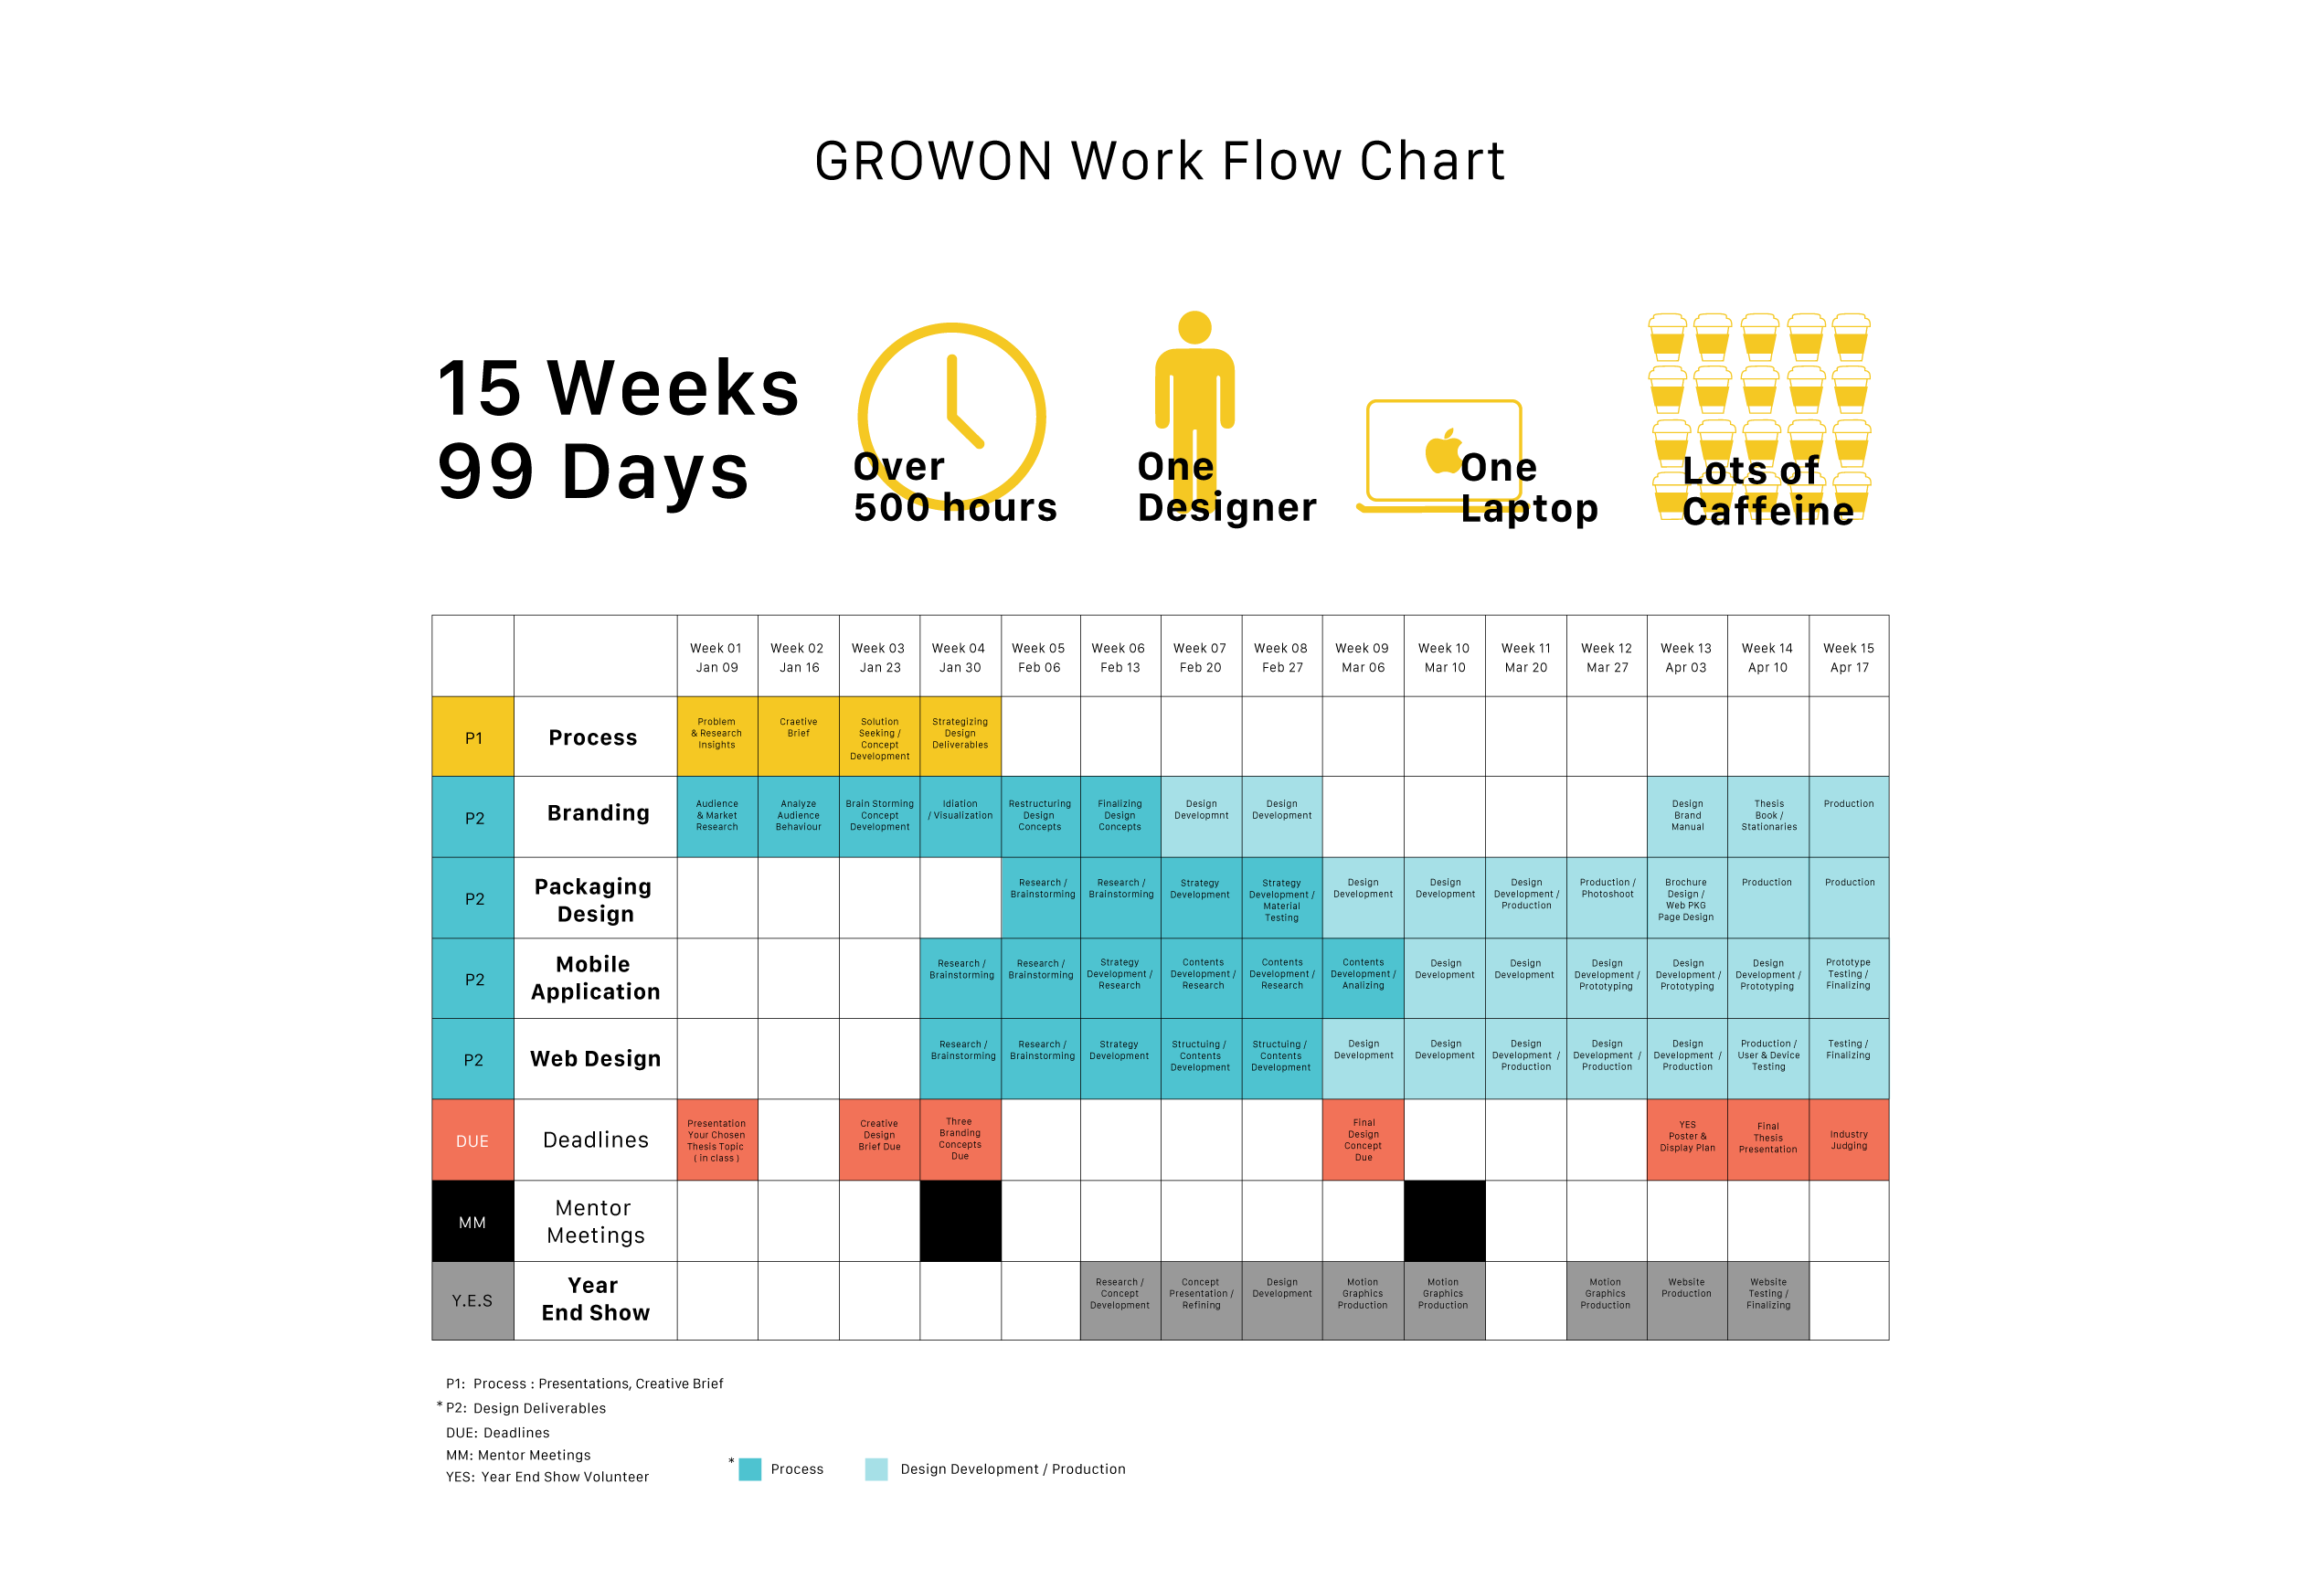 GROWON Work Flow Chart
15 Weeks
99 Days
Over
500 hours
One
Designer
One
Laptop
Lots of
Caffeine
Week 01
Jan 09
Week 02
Jan 16
Week 03
Jan 23
Week 04
Jan 30
Week 05
Feb 06
Week 06
Feb 13
Week 07
Feb 20
Week 08
Feb 27
Week 09
Mar 06
Week 10
Mar 10
Week 11
Mar 20
Week 12
Mar 27
Week 13
Apr 03
Week 14
Apr 10
Week 15
Apr 17
P1
Process
Problem
& Research
Insights
Craetive
Brief
Solution
Seeking /
Concept
Development
Strategizing
Design
Deliverables
P2
Branding
Audience
& Market
Research
Analyze
Audience
Behaviour
Brain Storming
Concept
Development
Idiation
/ Visualization
Restructuring
Design
Concepts
Finalizing
Design
Concepts
Design
Developmnt
Design
Development
Design
Brand
Manual
Thesis
Book /
Stationaries
Production
P2
Packaging
Design
Research /
Brainstorming
Research /
Brainstorming
Strategy
Development
Strategy
Development /
Material
Testing
Design
Development
Design
Development
Design
Development /
Production
Production /
Photoshoot
Brochure
Design /
Web PKG
Page Design
Production
Production
P2
Mobile
Application
Research /
Brainstorming
Research /
Brainstorming
Strategy
Development /
Research
Contents
Development /
Research
Contents
Development /
Research
Contents
Development /
Analizing
Design
Development
Design
Development
Design
Development /
Prototyping
Design
Development /
Prototyping
Design
Development /
Prototyping
Prototype
Testing /
Finalizing
P2
Web Design
Research /
Brainstorming
Research /
Brainstorming
Strategy
Development
Structuing /
Contents
Development
Structuing /
Contents
Development
Design
Development
Design
Development
Design
Development /
Production
Design
Development /
Production
Design
Development /
Production
Production /
User & Device
Testing
Testing /
Finalizing
DUE
Deadlines
Presentation
Your Chosen
Thesis Topic
( in class )
Creative
Design
Brief Due
Three
Branding
Concepts
Due
Final
Design
Concept
Due
YES
Poster &
Display Plan
Final
Thesis
Presentation
Industry
Judging
MM
Mentor
Meetings
Y.E.S
Year
End Show
Research /
Concept
Development
Concept
Presentation /
Refining
Design
Development
Motion
Graphics
Production
Motion
Graphics
Production
Motion
Graphics
Production
Website
Production
Website
Testing /
Finalizing
P1: Process : Presentations, Creative Brief
* P2: Design Deliverables
DUE: Deadlines
MM: Mentor Meetings
YES: Year End Show Volunteer
* Process
Design Development / Production